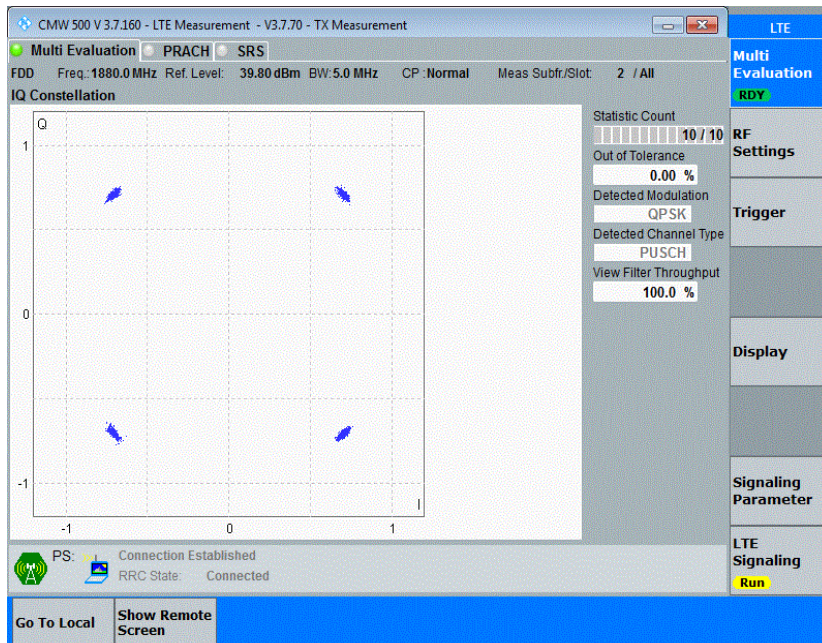 CMW 500 V 3.7.160 - LTE Measurement - V3.7.70 - TX Measurement
LTE
Multi Evaluation PRACH SRS
FDD Freq.: 1880.0 MHz Ref. Level: 39.80 dBm BW: 5.0 MHz CP : Normal Meas Subfr./Slot: 2 / All
IQ Constellation
Q
1
0
-1
I
-1 0 1
Statistic Count
10 / 10
Out of Tolerance
0.00 %
Detected Modulation
QPSK
Detected Channel Type
PUSCH
View Filter Throughput
100.0 %
Multi
Evaluation
RDY
RF
Settings
Trigger
Display
Signaling
Parameter
LTE
Signaling
Run
PS: Connection Established
RRC State: Connected
Go To Local
Show Remote
Screen